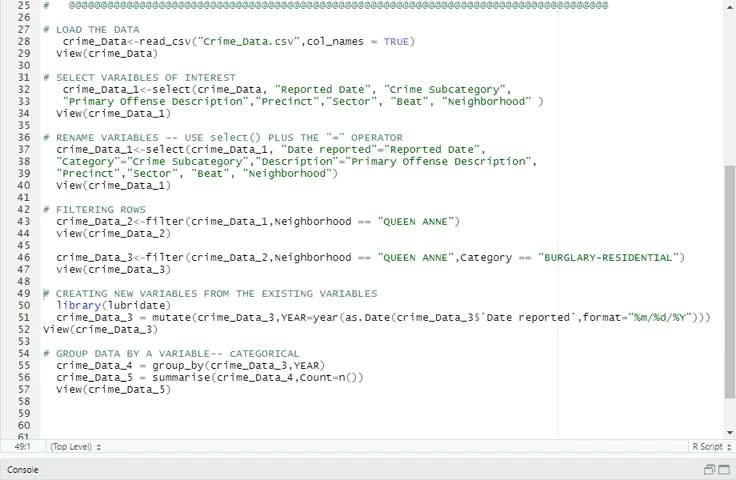 25 #   @@@@@@@@@@@@@@@@@@@@@@@@@@@@@@@@@@@@@@@@@@@@@@@@@@@@@@@@@@@@@@@@@@@@@@@@@@@@@@@@@@@@@
26
27 # LOAD THE DATA
28    crime_Data<-read_csv("Crime_Data.csv",col_names = TRUE)
29   View(crime_Data)
30
31 # SELECT VARAIBLES OF INTEREST
32    crime_Data_1<-select(crime_Data, "Reported Date", "Crime Subcategory",
33    "Primary Offense Description","Precinct","Sector", "Beat", "Neighborhood" )
34   View(crime_Data_1)
35
36 # RENAME VARIABLES -- USE select() PLUS THE "=" OPERATOR
37   crime_Data_1<-select(crime_Data_1, "Date reported"="Reported Date",
38   "Category"="Crime Subcategory","Description"="Primary Offense Description",
39   "Precinct","Sector", "Beat", "Neighborhood")
40   View(crime_Data_1)
41
42 # FILTERING ROWS
43   crime_Data_2<-filter(crime_Data_1,Neighborhood == "QUEEN ANNE")
44   view(crime_Data_2)
45
46   crime_Data_3<-filter(crime_Data_2,Neighborhood == "QUEEN ANNE",Category == "BURGLARY-RESIDENTIAL")
47   view(crime_Data_3)
48
49 # CREATING NEW VARIABLES FROM THE EXISTING VARIABLES
50   library(lubridate)
51   crime_Data_3 = mutate(crime_Data_3,YEAR=year(as.Date(crime_Data_3$`Date reported`,format="%m/%d/%Y")))
52 View(crime_Data_3)
53
54 # GROUP DATA BY A VARIABLE-- CATEGORICAL
55   crime_Data_4 = group_by(crime_Data_3,YEAR)
56   crime_Data_5 = summarise(crime_Data_4,Count=n())
57   View(crime_Data_5)
58
59
60
61
49:1 (Top Level) R Script
Console